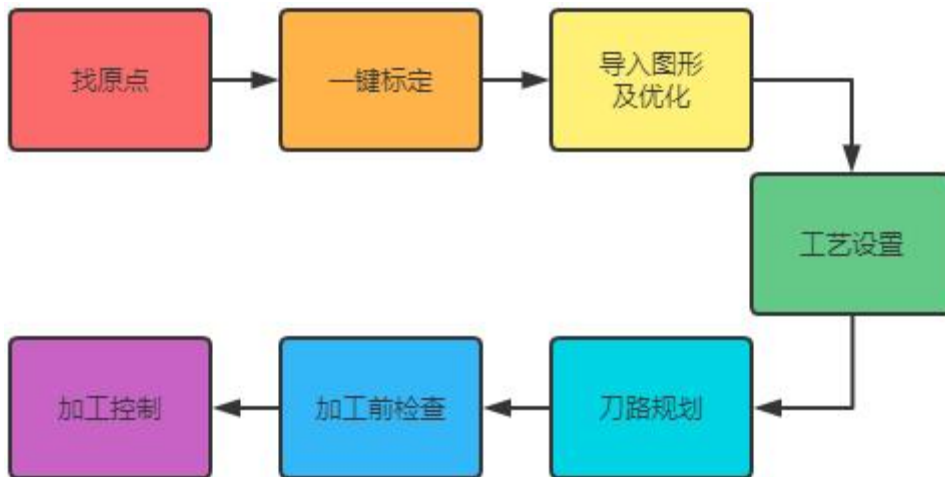 找原点
一键标定
导入图形
及优化
工艺设置
刀路规划
加工前检查
加工控制